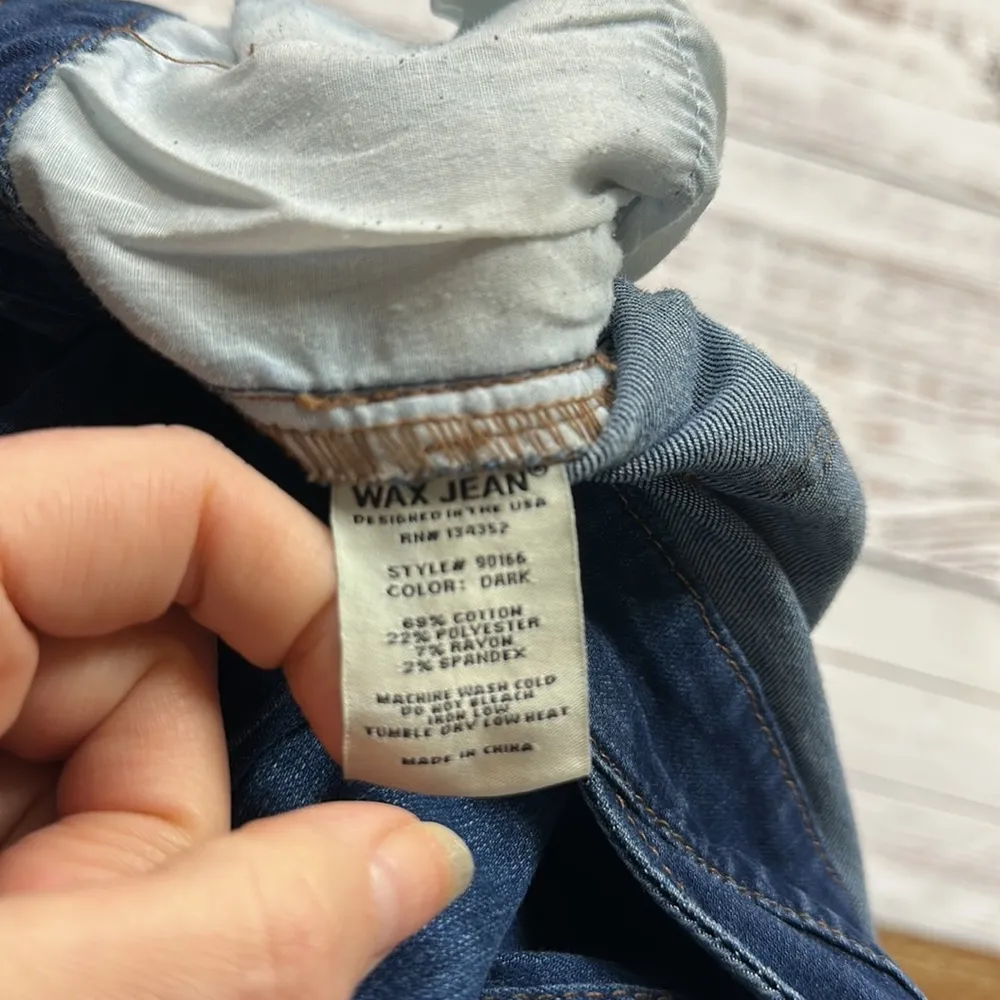 WAX JEAN®
DESIGNED IN THE USA
RN# 134352
STYLE# 90166
COLOR: DARK
69% COTTON
22% POLYESTER
7% RAYON
2% SPANDEX
MACHINE WASH COLD
DO NOT BLEACH
IRON LOW
TUMBLE DRY LOW HEAT
MADE IN CHINA